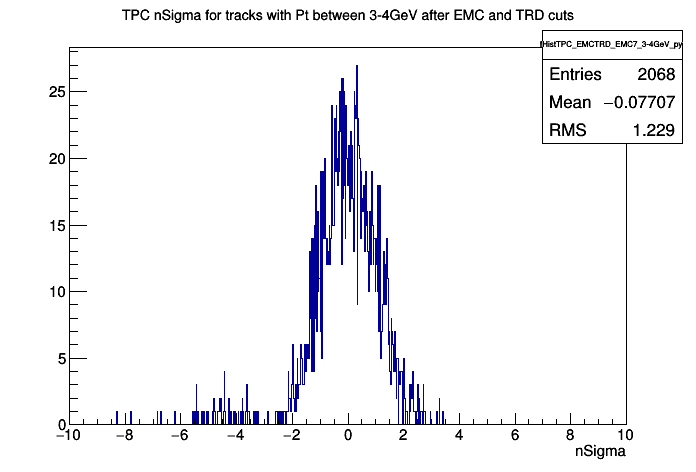 TPC nSigma for tracks with Pt between 3-4GeV after EMC and TRD cuts
HistTPC_EMCTRD_EMC7_3-4GeV_py
Entries 2068
Mean −0.07707
RMS 1.229
25
20
15
10
5
0
−10 −8 −6 −4 −2 0 2 4 6 8 10
nSigma